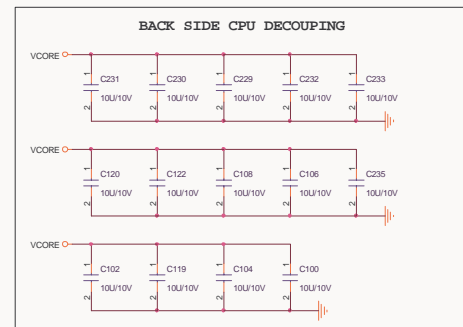 BACK SIDE CPU DECOUPING
VCORE
1 1 1 1 1
C231 C230 C229 C232 C233
10U/10V 10U/10V 10U/10V 10U/10V 10U/10V
2 2 2 2 2
VCORE
1 1 1 1 1
C120 C122 C108 C106 C235
10U/10V 10U/10V 10U/10V 10U/10V 10U/10V
2 2 2 2 2
VCORE
1 1 1 1
C102 C119 C104 C100
10U/10V 10U/10V 10U/10V 10U/10V
2 2 2 2